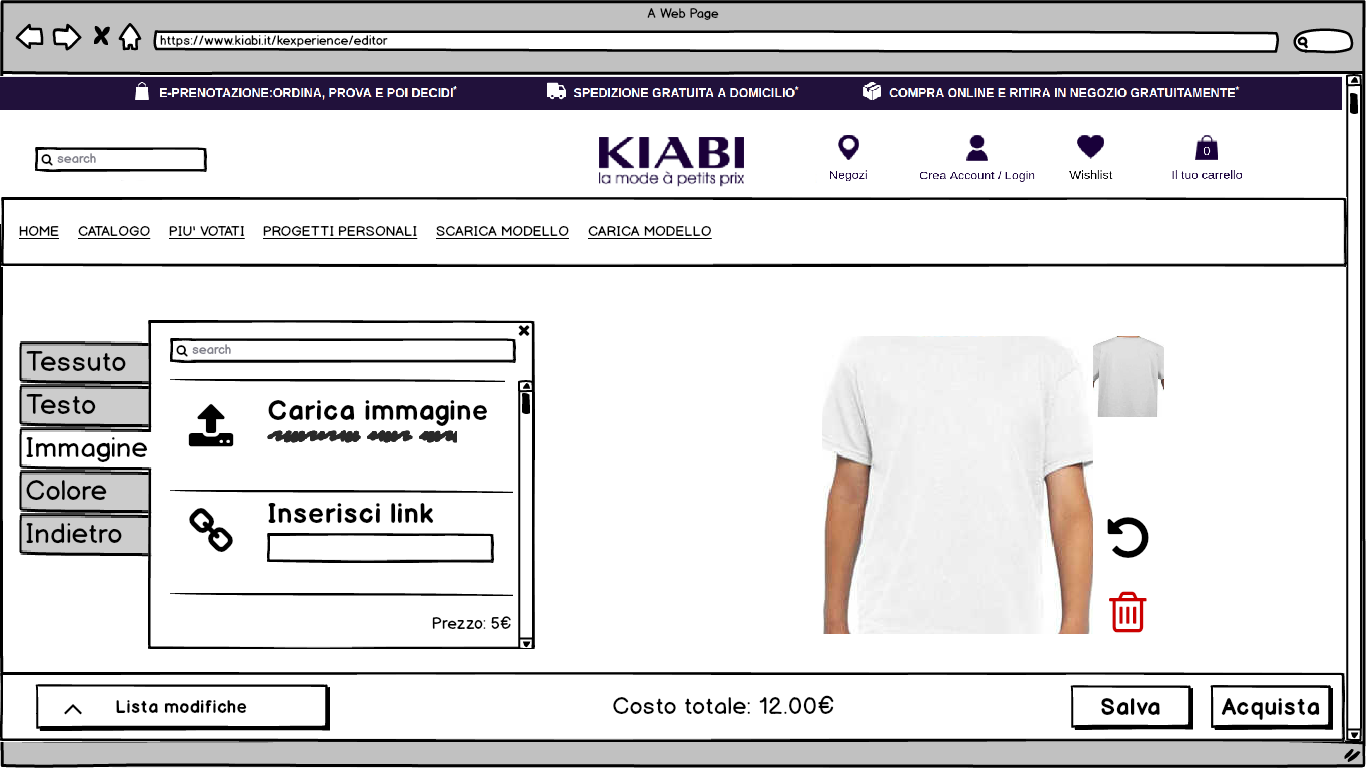 A Web Page
https://www.kiabi.it/kexperience/editor
E-PRENOTAZIONE:ORDINA, PROVA E POI DECIDI*
SPEDIZIONE GRATUITA A DOMICILIO*
COMPRA ONLINE E RITIRA IN NEGOZIO GRATUITAMENTE*
search
KIABI
la mode à petits prix
Negozi
Crea Account / Login
Wishlist
0
Il tuo carrello
HOME CATALOGO PIU' VOTATI PROGETTI PERSONALI SCARICA MODELLO CARICA MODELLO
Tessuto
Testo
Immagine
Colore
Indietro
search
Carica immagine
Inserisci link
Prezzo: 5€
Lista modifiche
Costo totale: 12.00€
Salva
Acquista